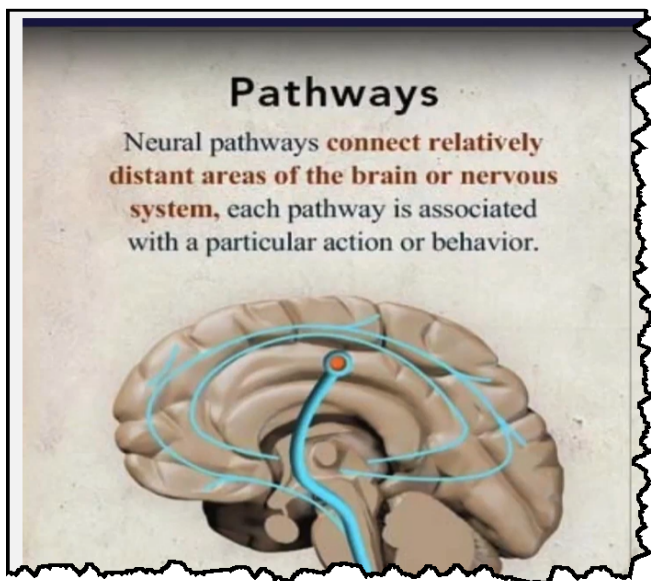 Pathways
Neural pathways connect relatively
distant areas of the brain or nervous
system, each pathway is associated
with a particular action or behavior.